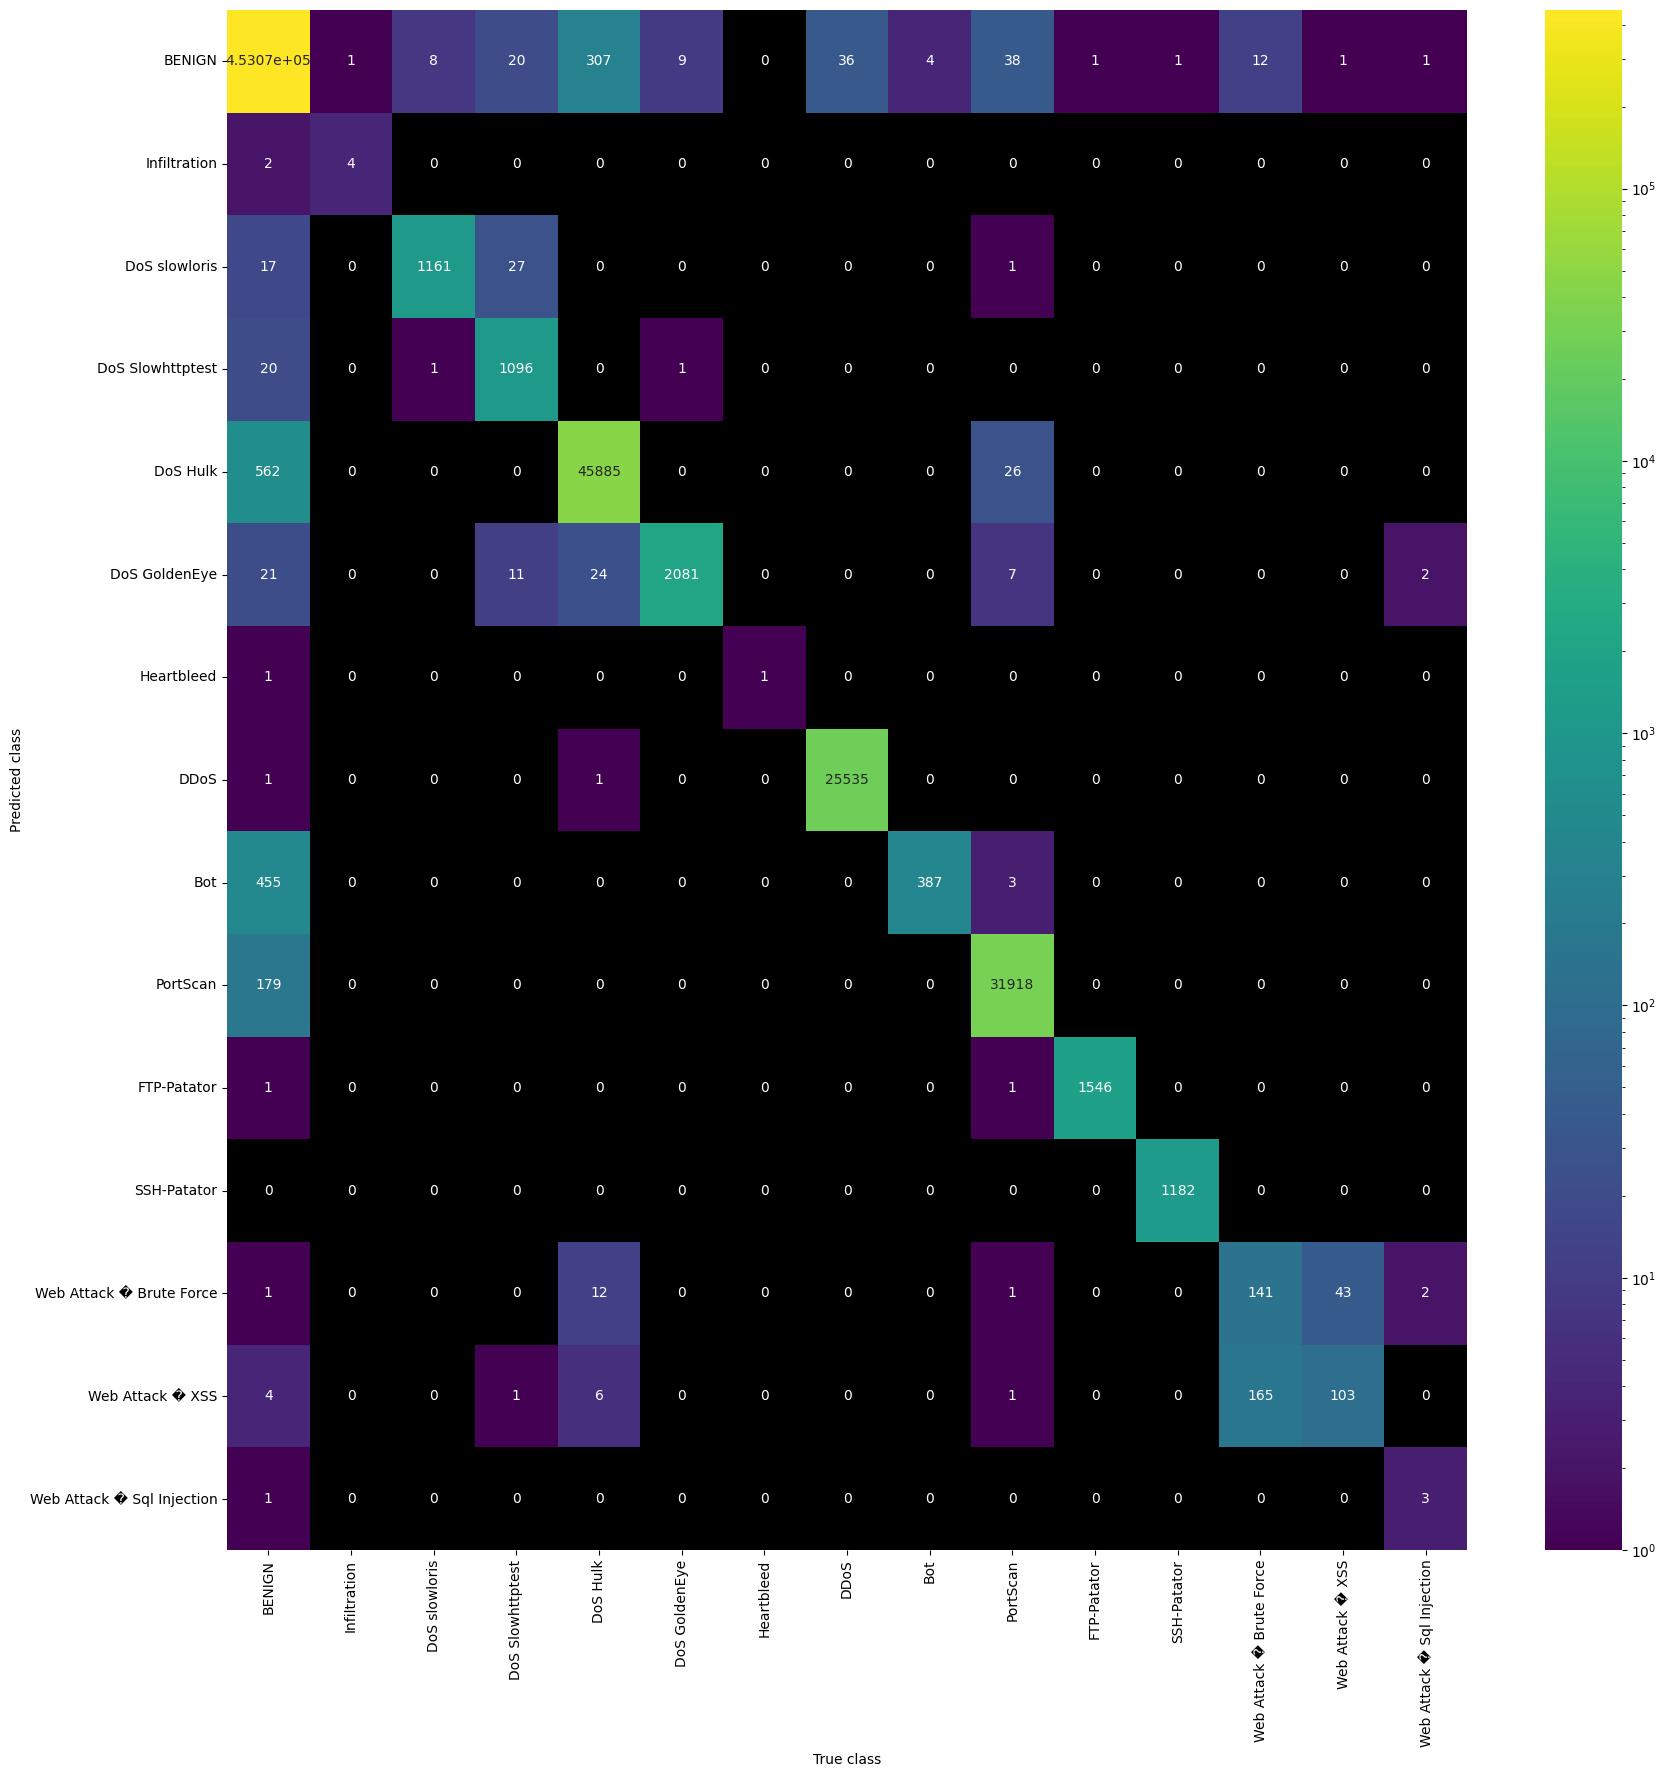 BENIGN 4.5307e+05 1 8 20 307 9 0 36 4 38 1 1 12 1 1
Infiltration 2 4 0 0 0 0 0 0 0 0 0 0 0 0 0
DoS slowloris 17 0 1161 27 0 0 0 0 0 1 0 0 0 0 0
DoS Slowhttptest 20 0 1 1096 0 1 0 0 0 0 0 0 0 0 0
DoS Hulk 562 0 0 0 45885 0 0 0 0 26 0 0 0 0 0
DoS GoldenEye 21 0 0 11 24 2081 0 0 0 7 0 0 0 0 2
Heartbleed 1 0 0 0 0 0 1 0 0 0 0 0 0 0 0
DDoS 1 0 0 0 1 0 0 25535 0 0 0 0 0 0 0
Bot 455 0 0 0 0 0 0 0 387 3 0 0 0 0 0
PortScan 179 0 0 0 0 0 0 0 0 31918 0 0 0 0 0
FTP-Patator 1 0 0 0 0 0 0 0 0 1 1546 0 0 0 0
SSH-Patator 0 0 0 0 0 0 0 0 0 0 0 1182 0 0 0
Web Attack � Brute Force 1 0 0 0 12 0 0 0 0 1 0 0 141 43 2
Web Attack � XSS 4 0 0 1 6 0 0 0 0 1 0 0 165 103 0
Web Attack � Sql Injection 1 0 0 0 0 0 0 0 0 0 0 0 0 0 3
Predicted class
BENIGN
Infiltration
DoS slowloris
DoS Slowhttptest
DoS Hulk
DoS GoldenEye
Heartbleed
DDoS
Bot
PortScan
FTP-Patator
SSH-Patator
Web Attack � Brute Force
Web Attack � XSS
Web Attack � Sql Injection
True class
10⁵
10⁴
10³
10²
10¹
10⁰